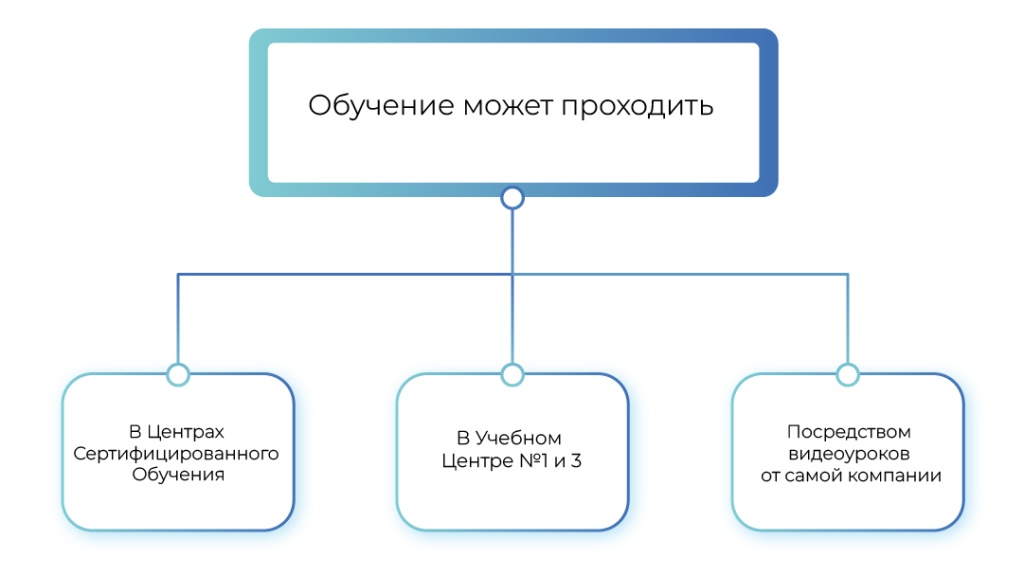 Обучение может проходить
В Центрах
Сертифицированного
Обучения
В Учебном
Центре №1 и 3
Посредством
видеоуроков
от самой компании